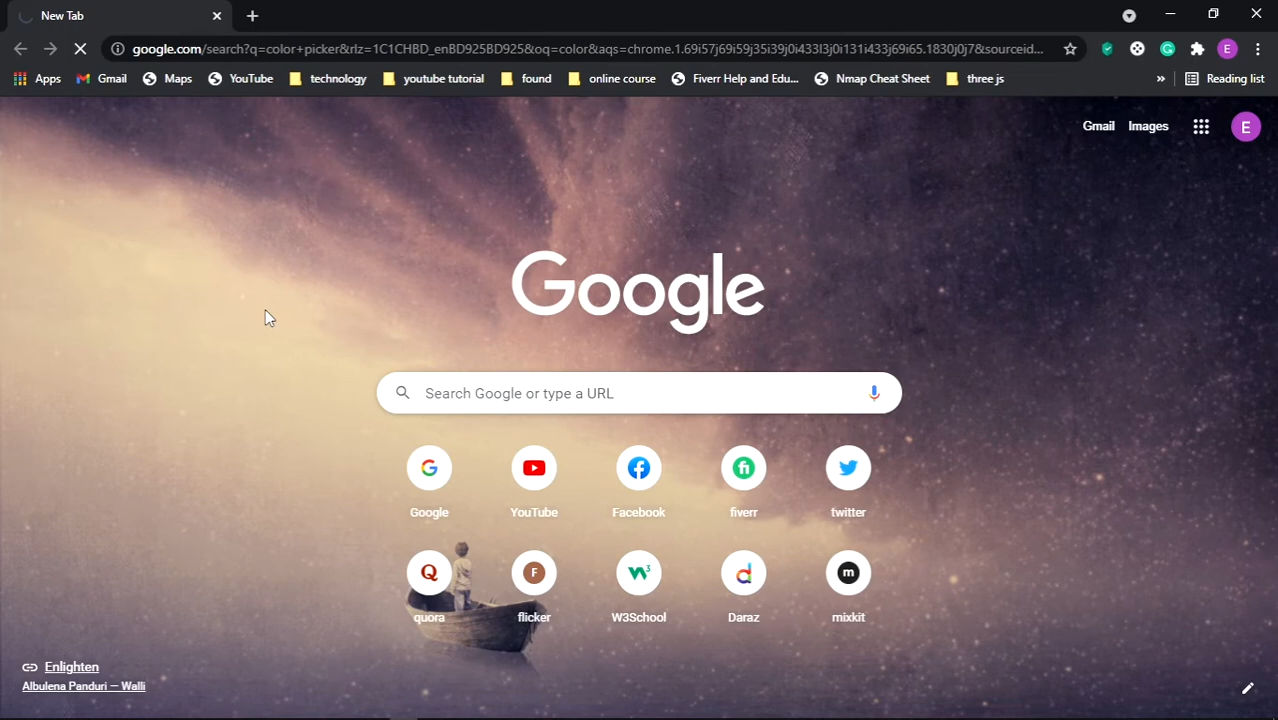 New Tab
google.com/search?q=color+picker&rlz=1C1CHBD_enBD925BD925&oq=color&aqs=chrome.1.69i57j69i59j35i39j0i433l3j0i131i433j69i65.1830j0j7&sourceid...
Apps Gmail Maps YouTube technology youtube tutorial found online course Fiverr Help and Edu... Nmap Cheat Sheet three js » Reading list
E
Gmail Images E
Google
Search Google or type a URL
Google YouTube Facebook fiverr twitter
quora flicker W3School Daraz mixkit
Enlighten
Albulena Panduri — Walli